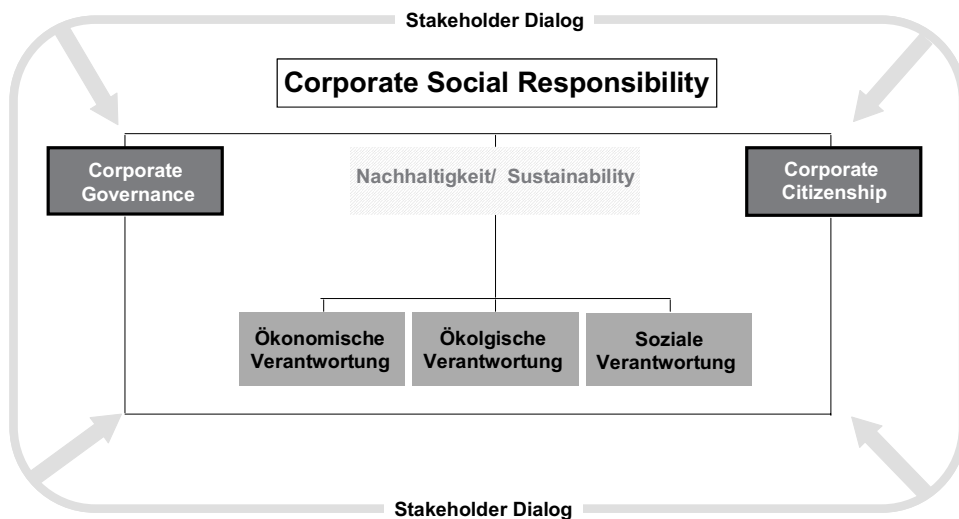 Stakeholder Dialog
Corporate Social Responsibility
Corporate
Governance
Nachhaltigkeit/ Sustainability
Corporate
Citizenship
Ökonomische
Verantwortung
Ökolgische
Verantwortung
Soziale
Verantwortung
Stakeholder Dialog